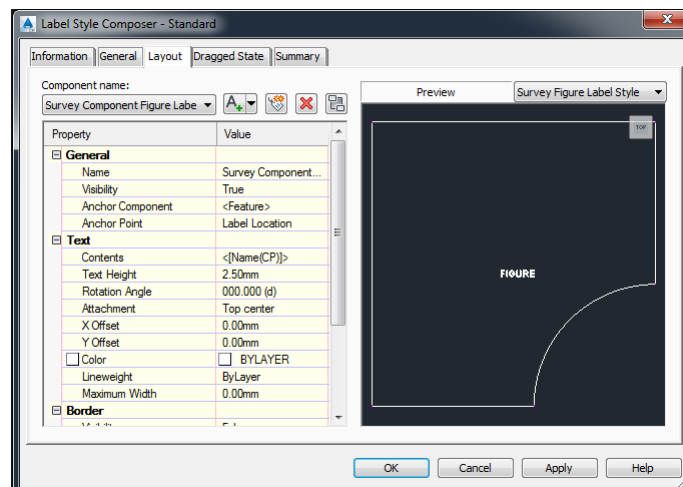 Label Style Composer - Standard
Information General Layout Dragged State Summary
Component name:
Survey Component Figure Labe
Preview Survey Figure Label Style
Property Value
General
Name Survey Component...
Visibility True
Anchor Component <Feature>
Anchor Point Label Location
Text
Contents <[Name(CP)]>
Text Height 2.50mm
Rotation Angle 000.000 (d)
Attachment Top center
X Offset 0.00mm
Y Offset 0.00mm
Color BYLAYER
Lineweight ByLayer
Maximum Width 0.00mm
Border
TOP
FIGURE
OK Cancel Apply Help